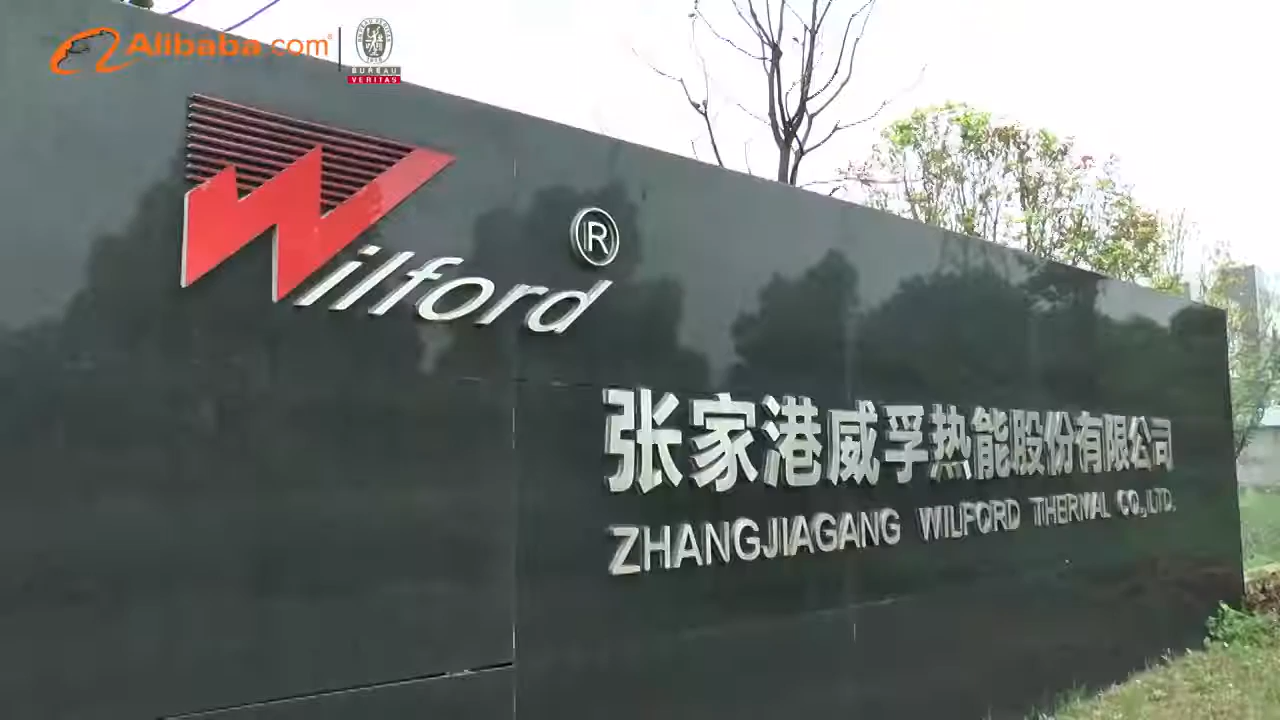 Alibaba.com
BUREAU
VERITAS
Wilford®
张家港威孚热能股份有限公司
ZHANGJIAGANG WILFORD THERMAL CO.,LTD.